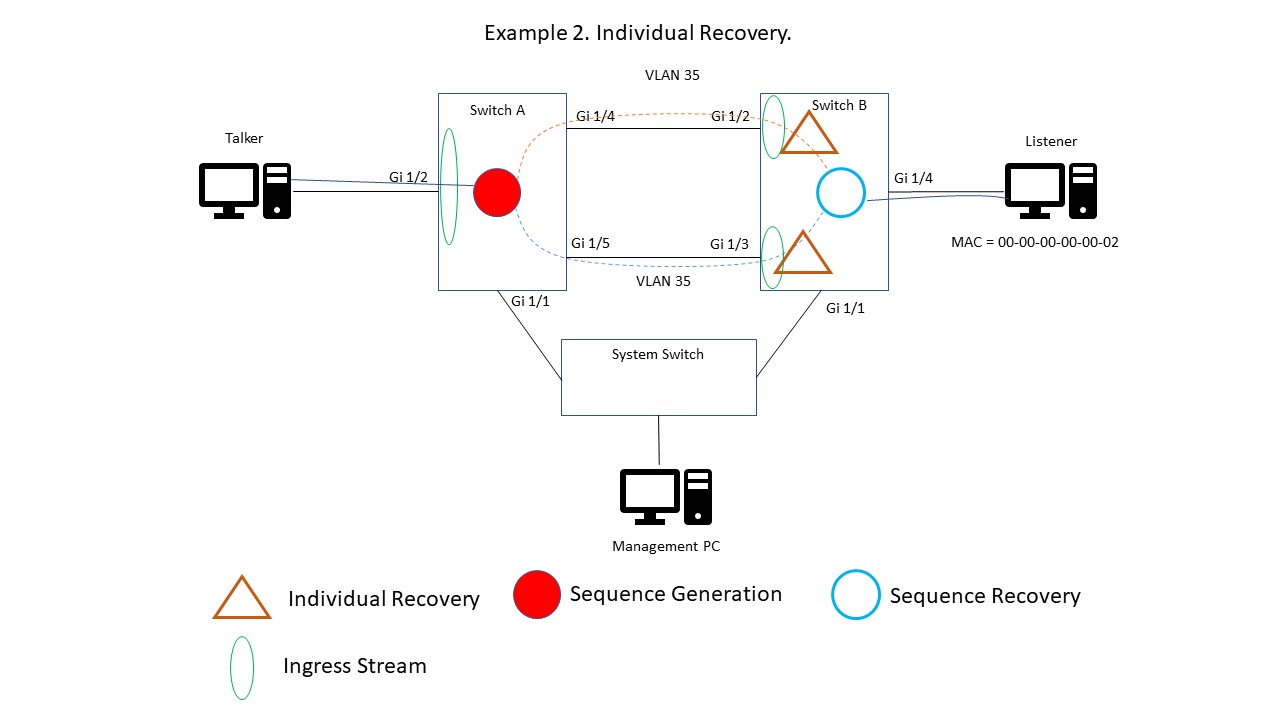 Example 2. Individual Recovery.
VLAN 35
Switch A
Switch B
Gi 1/4
Gi 1/2
Talker
Listener
Gi 1/2
Gi 1/4
Gi 1/5
Gi 1/3
MAC = 00-00-00-00-00-02
VLAN 35
Gi 1/1
Gi 1/1
System Switch
Management PC
Individual Recovery
Sequence Generation
Sequence Recovery
Ingress Stream